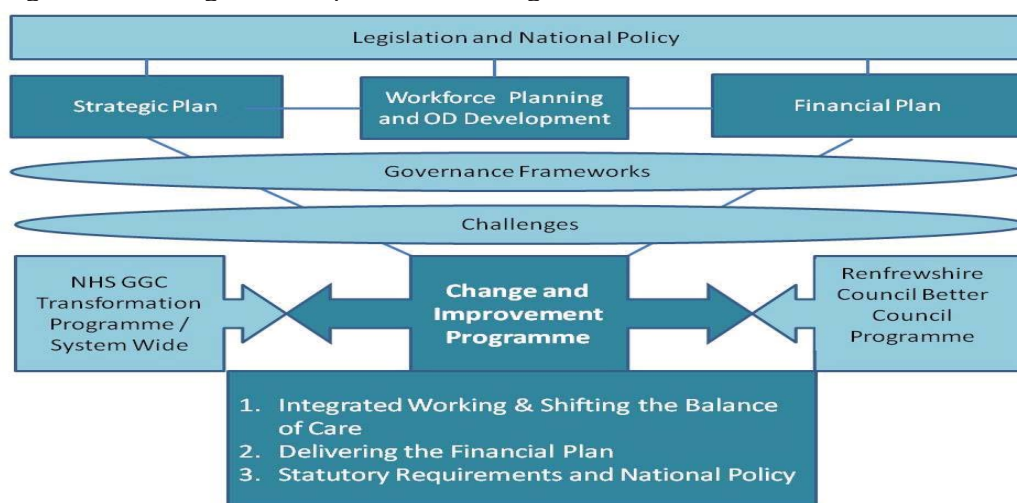 Legislation and National Policy
Strategic Plan
Workforce Planning
and OD Development
Financial Plan
Governance Frameworks
Challenges
NHS GGC
Transformation
Programme /
System Wide
Change and
Improvement
Programme
Renfrewshire
Council Better
Council
Programme
1. Integrated Working & Shifting the Balance
of Care
2. Delivering the Financial Plan
3. Statutory Requirements and National Policy